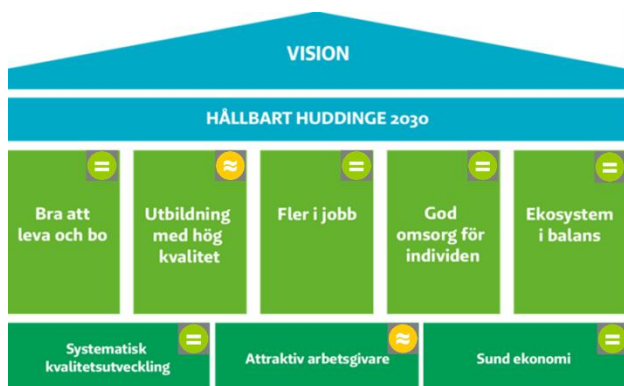 VISION
HÅLLBART HUDDINGE 2030
Bra att
leva och bo
Utbildning
med hög
kvalitet
Fler i jobb
God
omsorg för
individen
Ekosystem
i balans
Systematisk
kvalitetsutveckling
Attraktiv arbetsgivare
Sund ekonomi